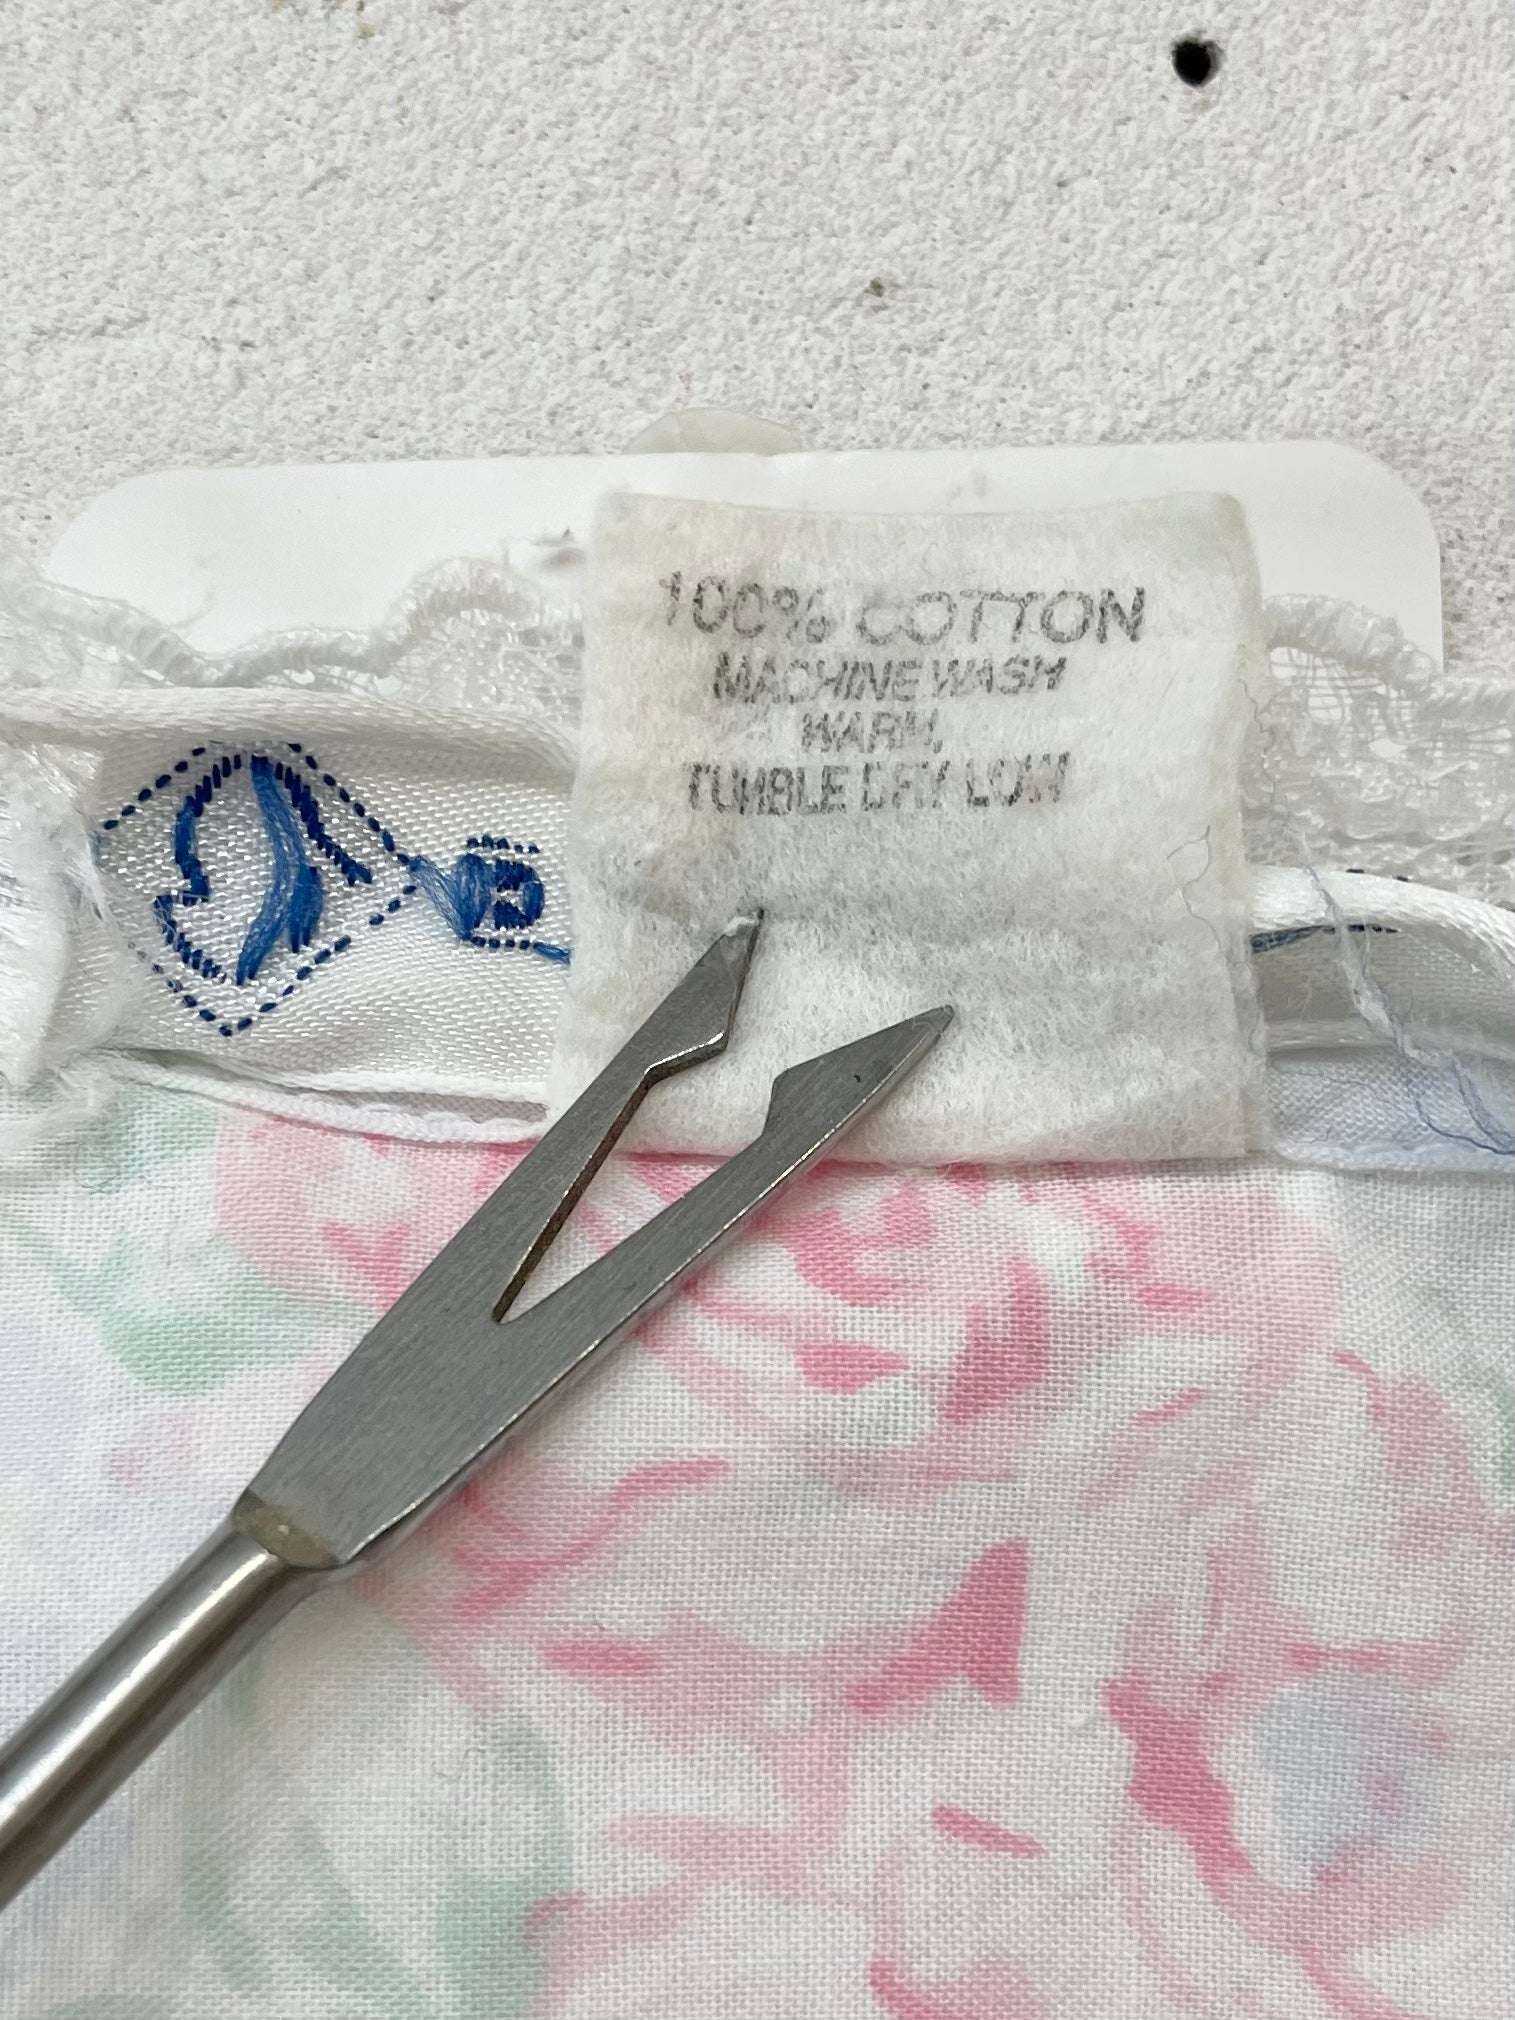 100% COTTON
MACHINE WASH
WARM,
TUMBLE DRY LOW